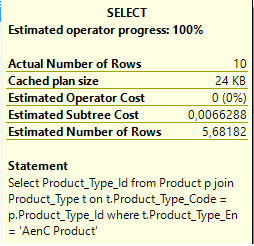 SELECT
Estimated operator progress: 100%
Actual Number of Rows 10
Cached plan size 24 KB
Estimated Operator Cost 0 (0%)
Estimated Subtree Cost 0,0066288
Estimated Number of Rows 5,68182
Statement
Select Product_Type_Id from Product p join
Product_Type t on t.Product_Type_Code =
p.Product_Type_Id where t.Product_Type_En
= 'AenC Product'